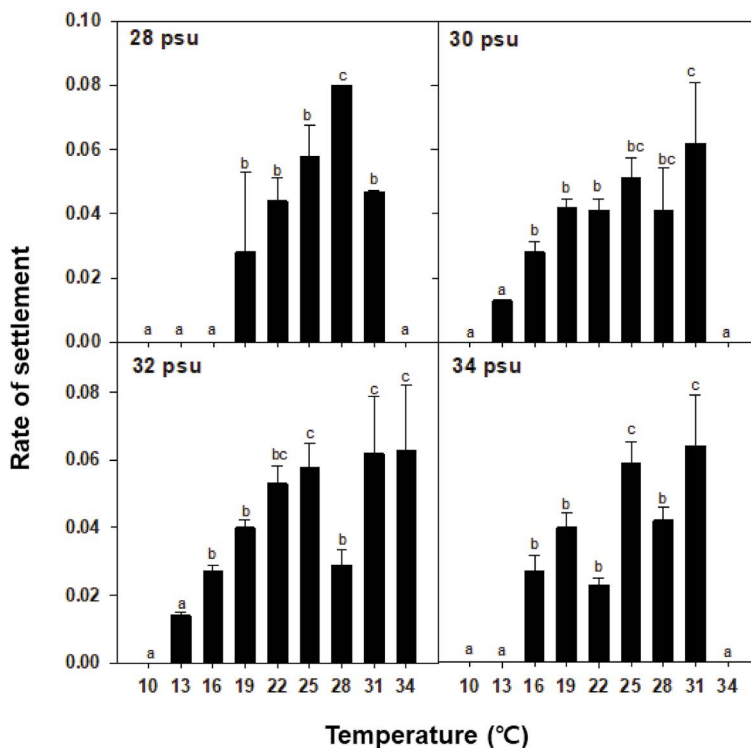 0.10
28 psu
30 psu
c
c
0.08
b
b
bc
bc
0.06
b
b
b
b
0.04
b
0.02
a
a a a a
a a
0.00
32 psu
34 psu
c c
c
0.08
c
bc
c
0.06
b
b
b
b
0.04
b
b
b
0.02
a
a
a a
a
0.00
10 13 16 19 22 25 28 31 34
10 13 16 19 22 25 28 31 34
Rate of settlement
Temperature (°C)